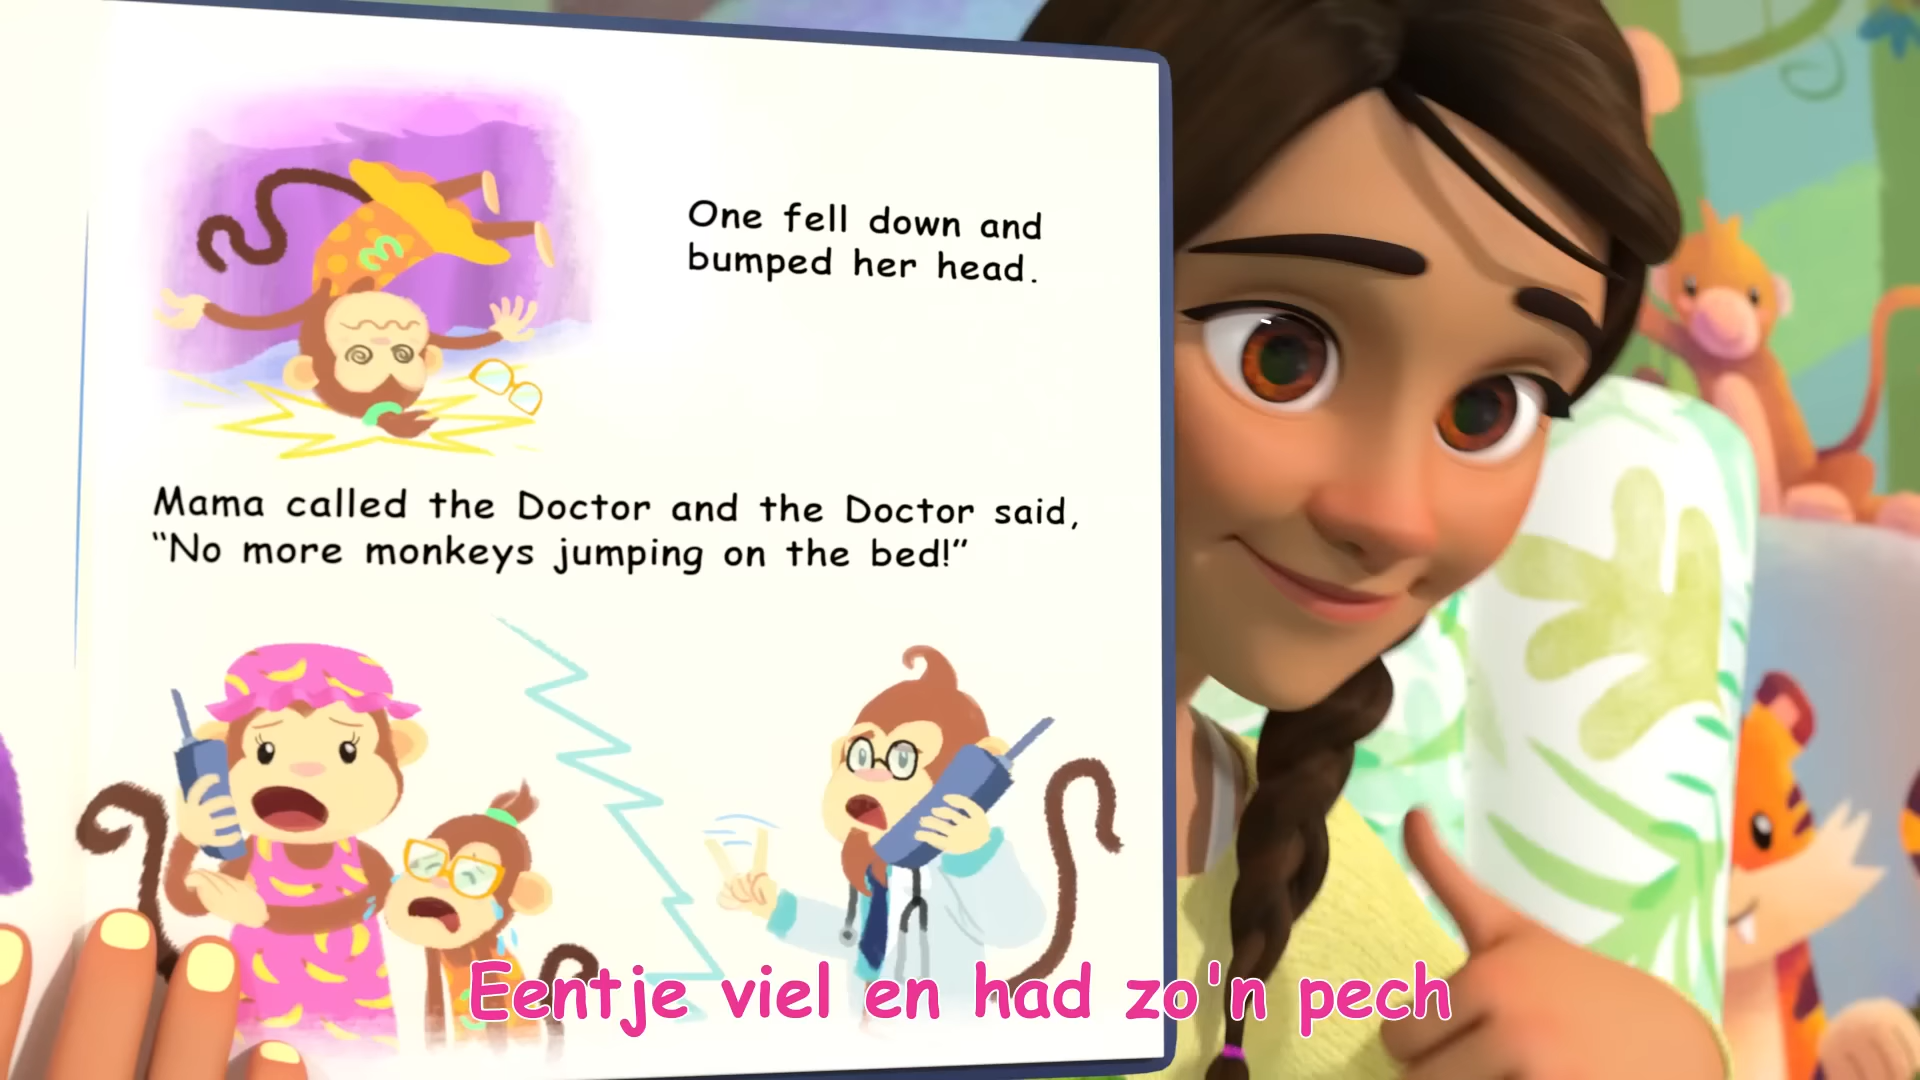 One fell down and
bumped her head.
Mama called the Doctor and the Doctor said,
“No more monkeys jumping on the bed!”
Eentje viel en had zo'n pech